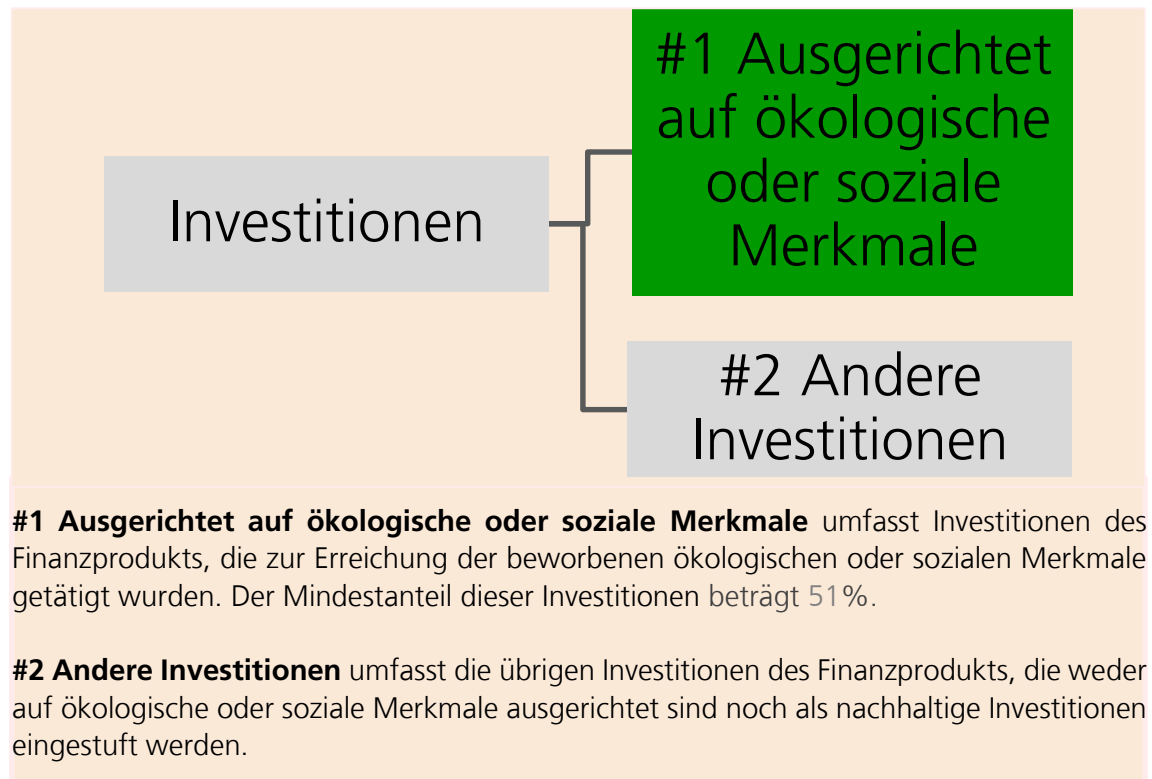 #1 Ausgerichtet
auf ökologische
oder soziale
Merkmale
Investitionen
#2 Andere
Investitionen
#1 Ausgerichtet auf ökologische oder soziale Merkmale umfasst Investitionen des
Finanzprodukts, die zur Erreichung der beworbenen ökologischen oder sozialen Merkmale
getätigt wurden. Der Mindestanteil dieser Investitionen beträgt 51%.
#2 Andere Investitionen umfasst die übrigen Investitionen des Finanzprodukts, die weder
auf ökologische oder soziale Merkmale ausgerichtet sind noch als nachhaltige Investitionen
eingestuft werden.